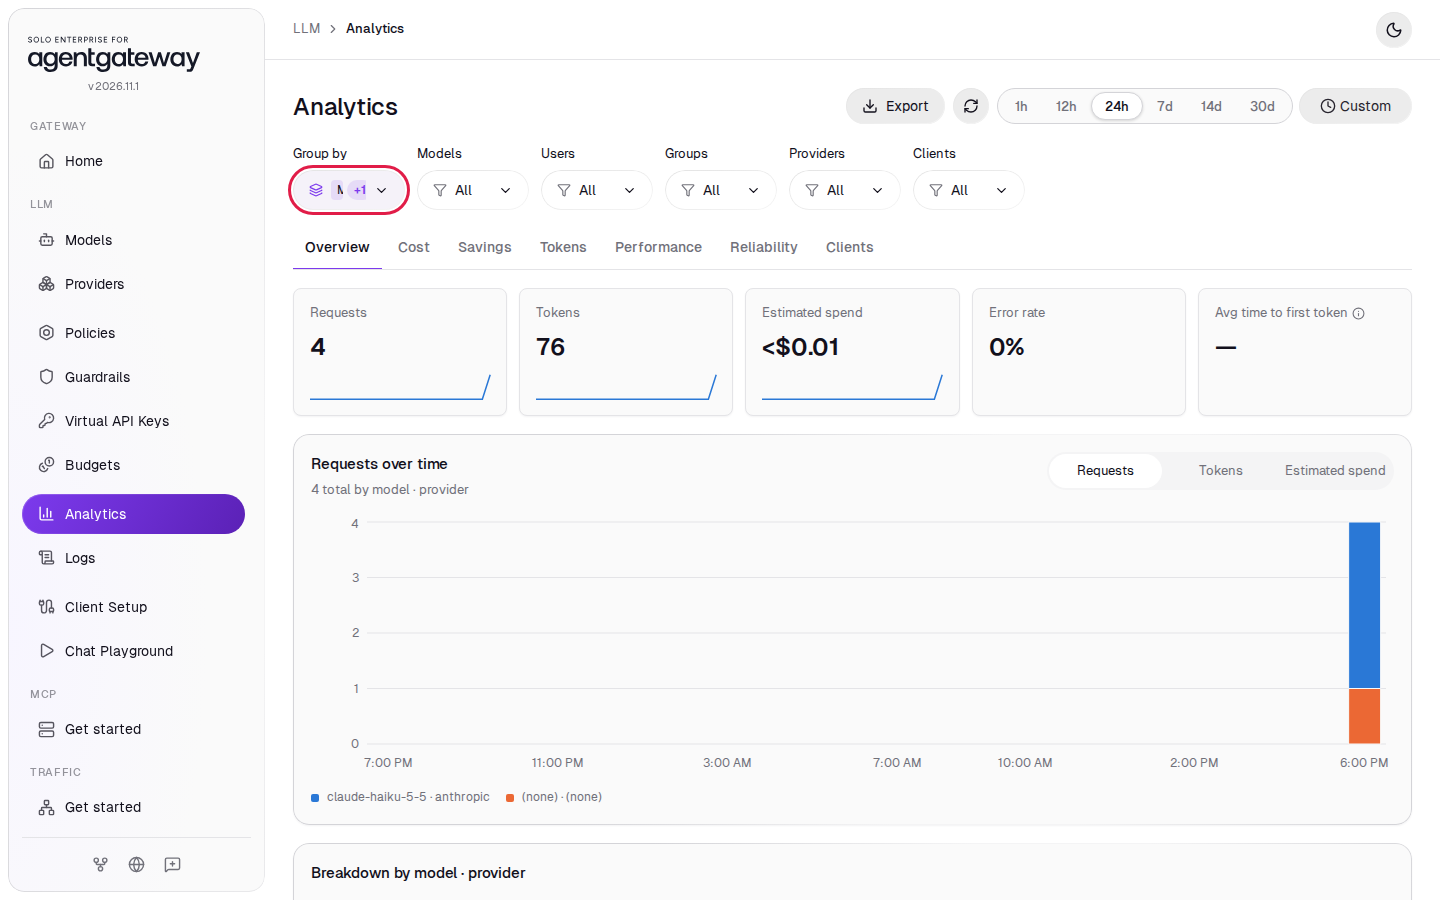 SOLO ENTERPRISE FOR
agentgateway
v2026.11.1
GATEWAY
Home
LLM
Models
Providers
Policies
Guardrails
Virtual API Keys
Budgets
Analytics
Logs
Client Setup
Chat Playground
MCP
Get started
TRAFFIC
Get started
LLM > Analytics
Analytics
Export
1h 12h 24h 7d 14d 30d
Custom
Group by Models Users Groups Providers Clients
+1 All All All All All
Overview Cost Savings Tokens Performance Reliability Clients
Requests
4
Tokens
76
Estimated spend
<$0.01
Error rate
0%
Avg time to first token
—
Requests over time
4 total by model · provider
Requests Tokens Estimated spend
4
3
2
1
0
7:00 PM 11:00 PM 3:00 AM 7:00 AM 10:00 AM 2:00 PM 6:00 PM
claude-haiku-5-5 · anthropic (none) · (none)
Breakdown by model · provider